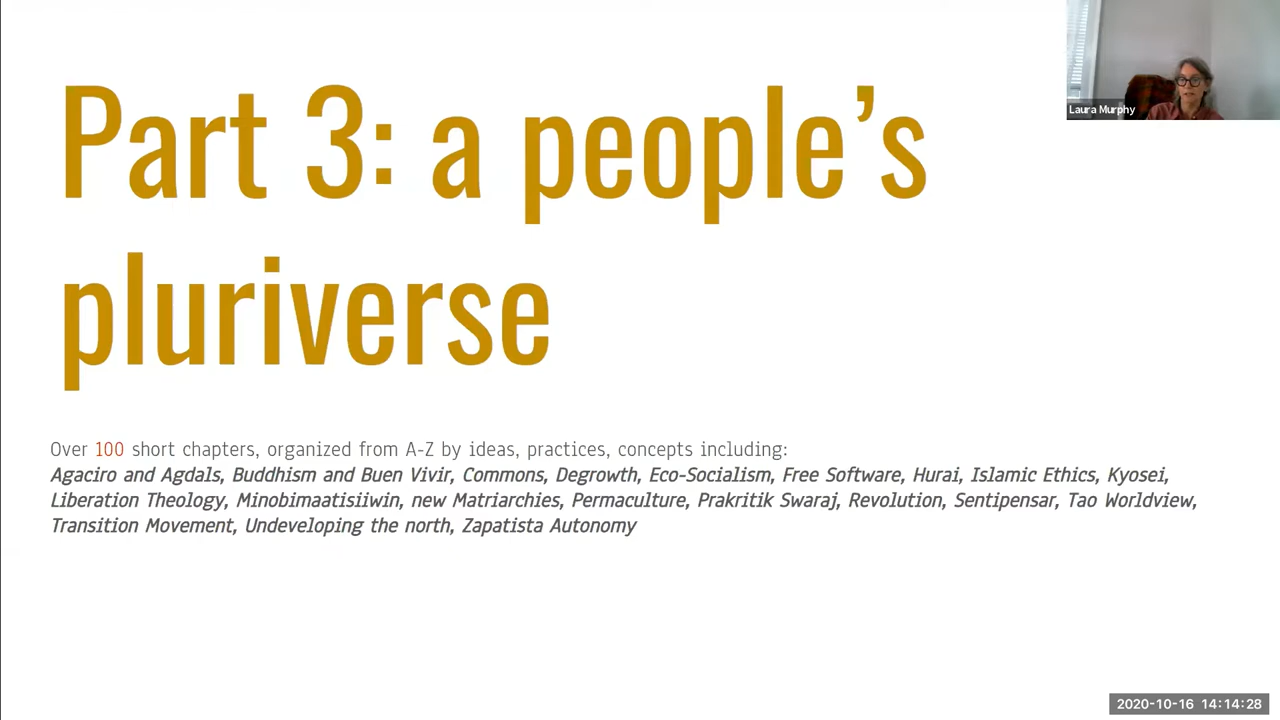 Part 3: a people’s
pluriverse
Laura Murphy
Over 100 short chapters, organized from A-Z by ideas, practices, concepts including:
Agaciro and Agdals, Buddhism and Buen Vivir, Commons, Degrowth, Eco-Socialism, Free Software, Hurai, Islamic Ethics, Kyosei,
Liberation Theology, Minobimaatisiiwin, new Matriarchies, Permaculture, Prakritik Swaraj, Revolution, Sentipensar, Tao Worldview,
Transition Movement, Undeveloping the north, Zapatista Autonomy
2020-10-16 14:14:28